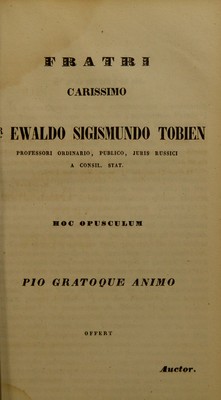 FRATRI
CARISSIMO
EWALDO SIGISMUNDO TOBIEN
PROFESSORI ORDINARIO, PUBLICO, JURIS RUSSICI
A CONSIL. STAT.
HOC OPUSCULUM
PIO GRATOQUE ANIMO
OFFERT
Auctor.